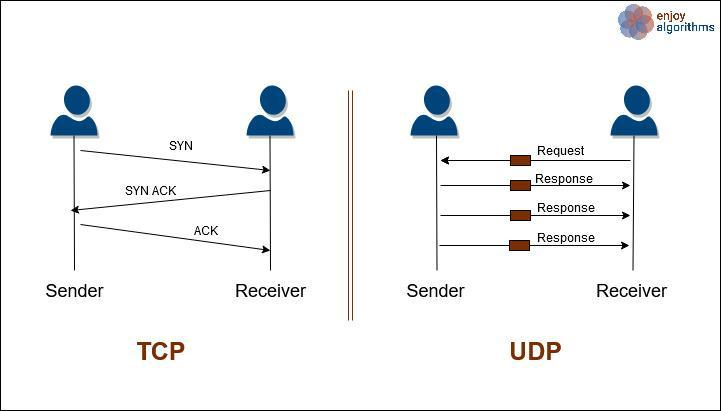 enjoy
algorithms
SYN
SYN ACK
ACK
Sender
Receiver
TCP
Request
Response
Response
Response
Sender
Receiver
UDP